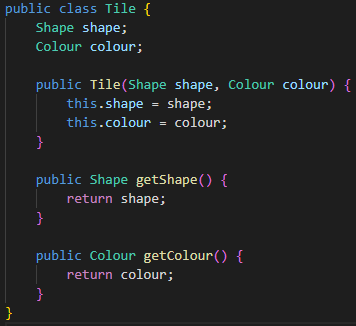 public class Tile {
    Shape shape;
    Colour colour;

    public Tile(Shape shape, Colour colour) {
        this.shape = shape;
        this.colour = colour;
    }

    public Shape getShape() {
        return shape;
    }

    public Colour getColour() {
        return colour;
    }
}